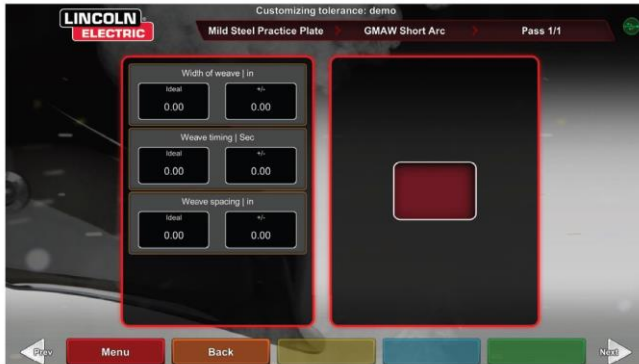 Customizing tolerance: demo
LINCOLN®
ELECTRIC
Mild Steel Practice Plate GMAW Short Arc Pass 1/1
Width of weave | in
Ideal +/-
0.00 0.00
Weave timing | Sec
Ideal +/-
0.00 0.00
Weave spacing | in
Ideal +/-
0.00 0.00
Prev Menu Back Next